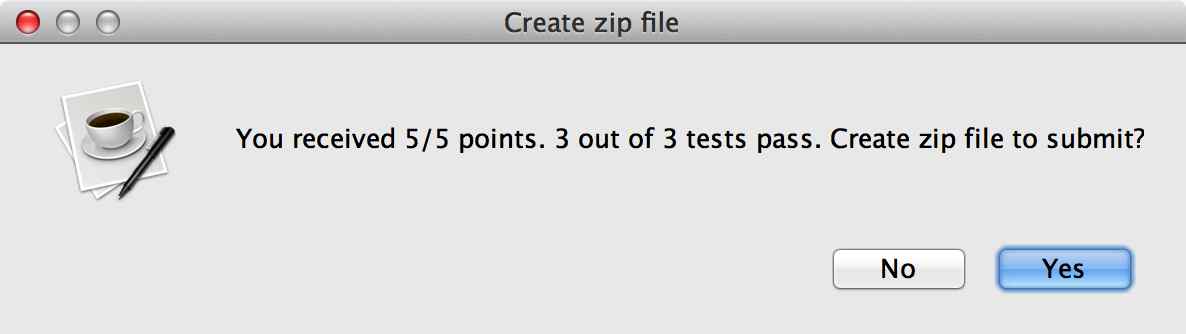 Create zip file
You received 5/5 points. 3 out of 3 tests pass. Create zip file to submit?
No
Yes